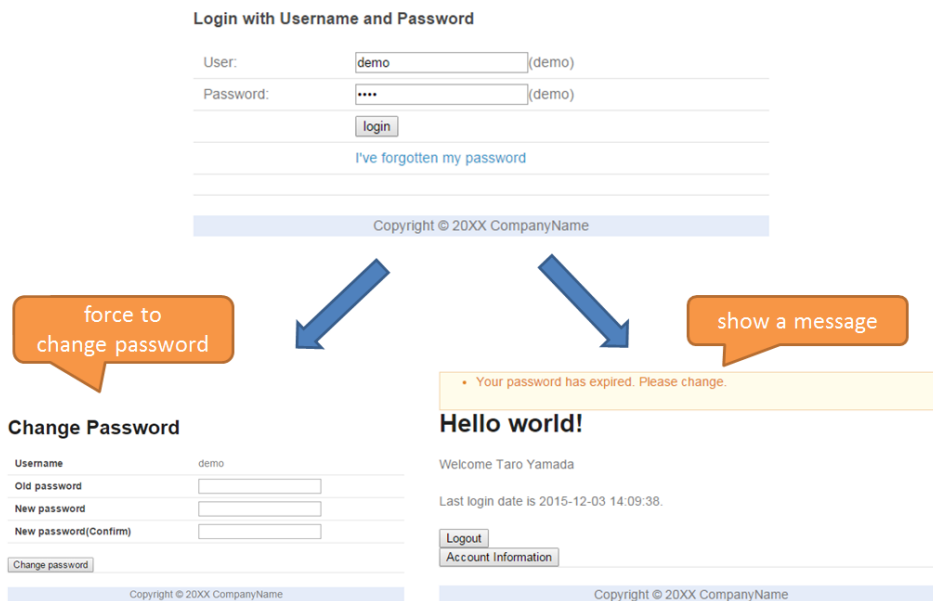 Login with Username and Password
User: demo (demo)
Password: •••• (demo)
login
I've forgotten my password
Copyright © 20XX CompanyName
force to
change password
show a message
Change Password
Username demo
Old password
New password
New password(Confirm)
Change password
Copyright © 20XX CompanyName
• Your password has expired. Please change.
Hello world!
Welcome Taro Yamada
Last login date is 2015-12-03 14:09:38.
Logout
Account Information
Copyright © 20XX CompanyName